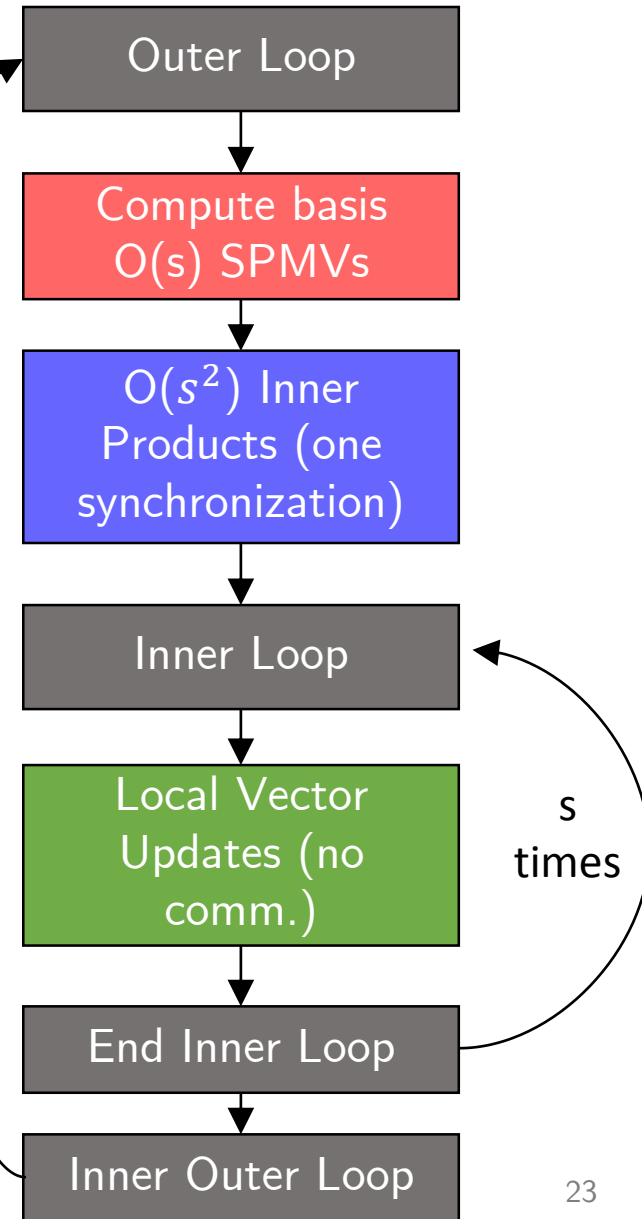 Outer Loop
Compute basis
O(s) SPMVs
O(𝑠²) Inner
Products (one
synchronization)
Inner Loop
Local Vector
Updates (no
comm.)
s
times
End Inner Loop
Inner Outer Loop
23